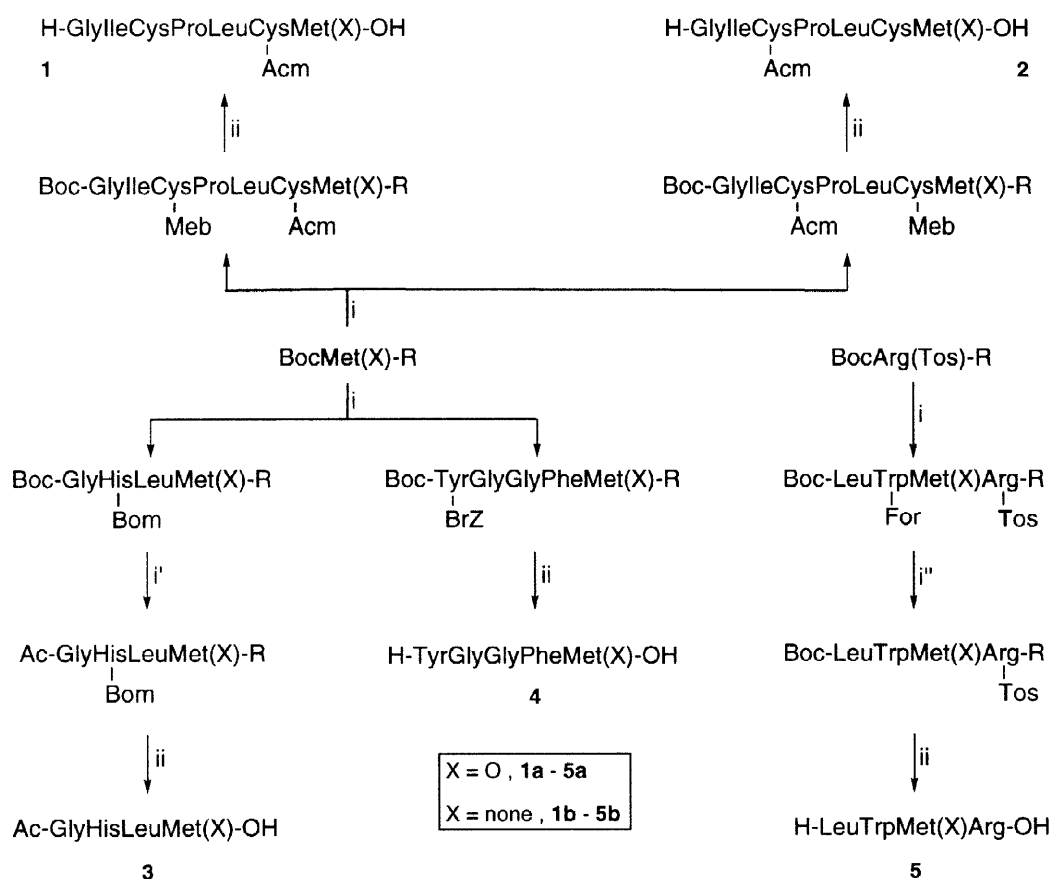 H-GlyIleCysProLeuCysMet(X)-OH
Acm
1
H-GlyIleCysProLeuCysMet(X)-OH
Acm
2
ii
ii
Boc-GlyIleCysProLeuCysMet(X)-R
Meb Acm
Boc-GlyIleCysProLeuCysMet(X)-R
Acm Meb
i
BocMet(X)-R
BocArg(Tos)-R
i
i
Boc-GlyHisLeuMet(X)-R
Bom
Boc-TyrGlyGlyPheMet(X)-R
BrZ
Boc-LeuTrpMet(X)Arg-R
For Tos
i'
ii
i"
Ac-GlyHisLeuMet(X)-R
Bom
H-TyrGlyGlyPheMet(X)-OH
4
Boc-LeuTrpMet(X)Arg-R
Tos
ii
X = O , 1a - 5a
X = none , 1b - 5b
ii
Ac-GlyHisLeuMet(X)-OH
3
H-LeuTrpMet(X)Arg-OH
5